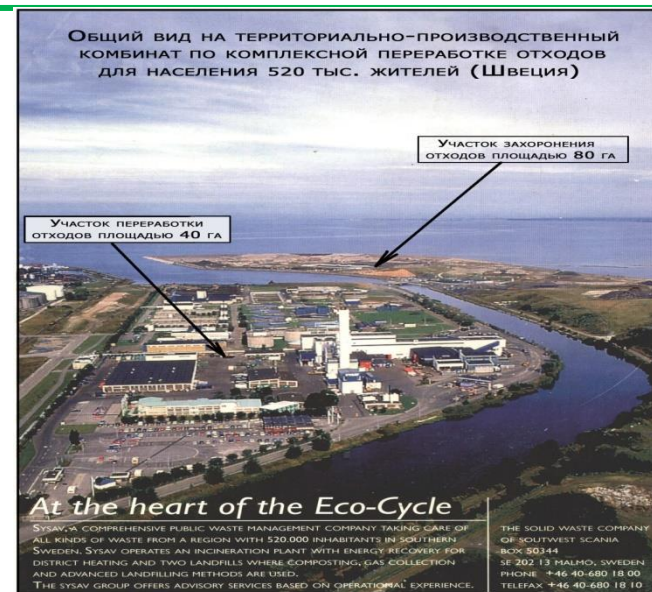 Общий вид на территориально-производственный
комбинат по комплексной переработке отходов
для населения 520 тыс. жителей (Швеция)
Участок захоронения
отходов площадью 80 га
Участок переработки
отходов площадью 40 га
At the heart of the Eco-Cycle
Sysav, a comprehensive public waste management company taking care of
all kinds of waste from a region with 520.000 inhabitants in southern
Sweden. Sysav operates an incineration plant with energy recovery for
district heating and two landfills where composting, gas collection
and advanced landfilling methods are used.
The Sysav Group offers advisory services based on operational experience.
The solid waste company
of soutwest Scania
Box 50344
SE 202 13 Malmo, Sweden
Phone +46 40-680 18 00
Telefax +46 40-680 18 10